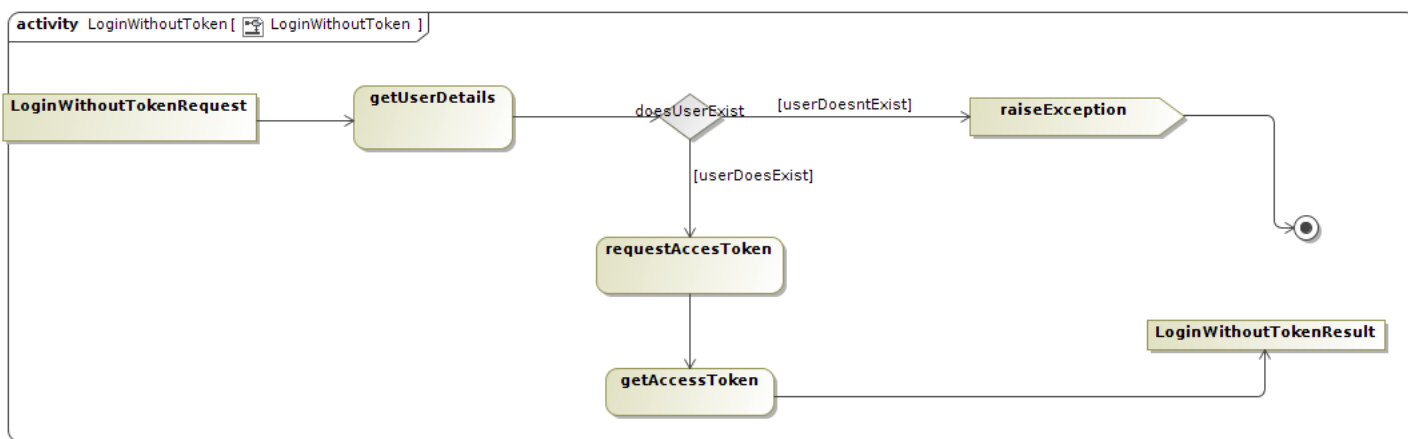 activity LoginWithoutToken [ LoginWithoutToken ]
LoginWithoutTokenRequest
getUserDetails
doesUserExist
[userDoesntExist]
raiseException
[userDoesExist]
requestAccesToken
LoginWithoutTokenResult
getAccessToken